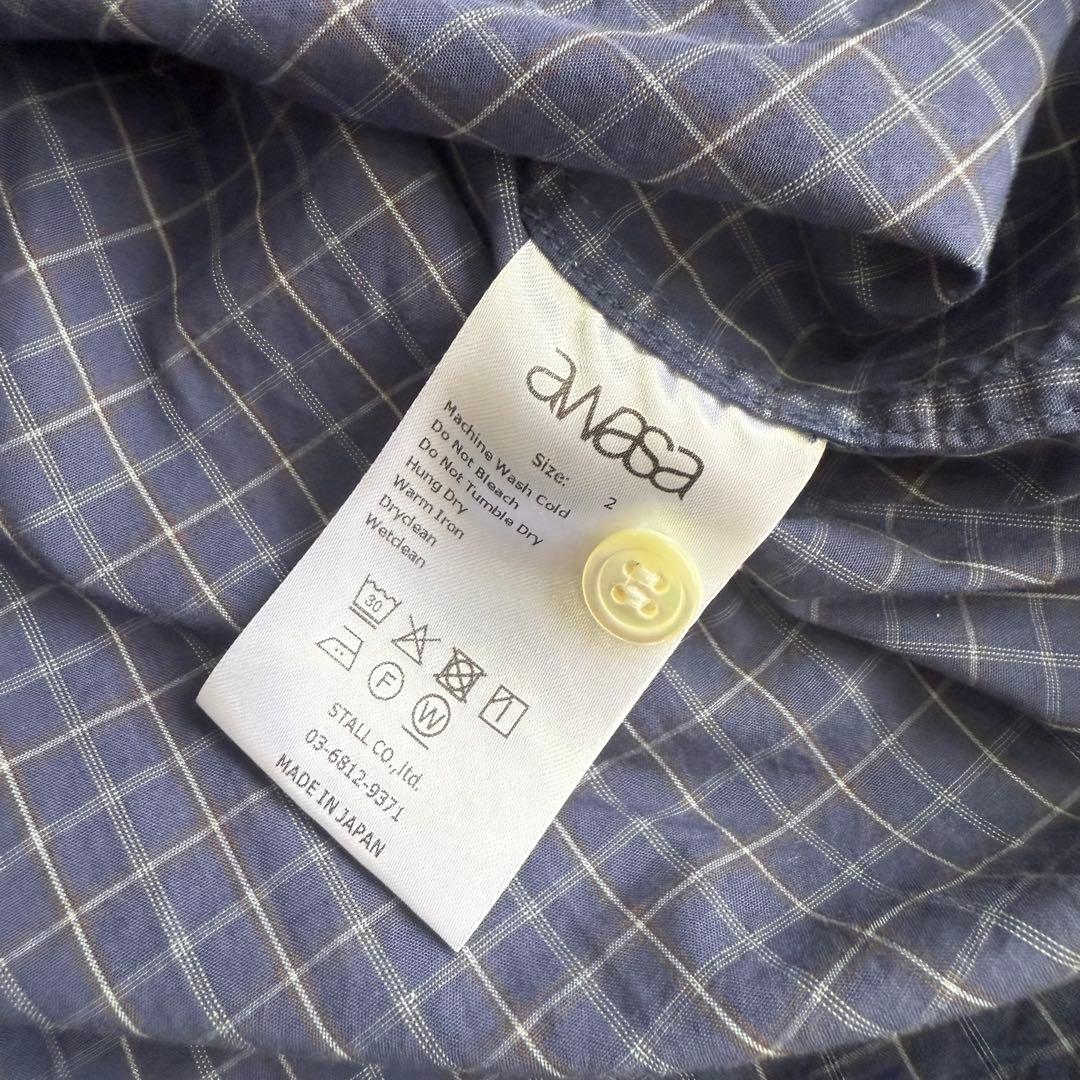 awasa
Size: 2
Machine Wash Cold
Do Not Bleach
Do Not Tumble Dry
Hung Dry
Warm Iron
Dryclean
Wetclean
30
F W
STALL CO.,ltd.
03-6812-9371
MADE IN JAPAN